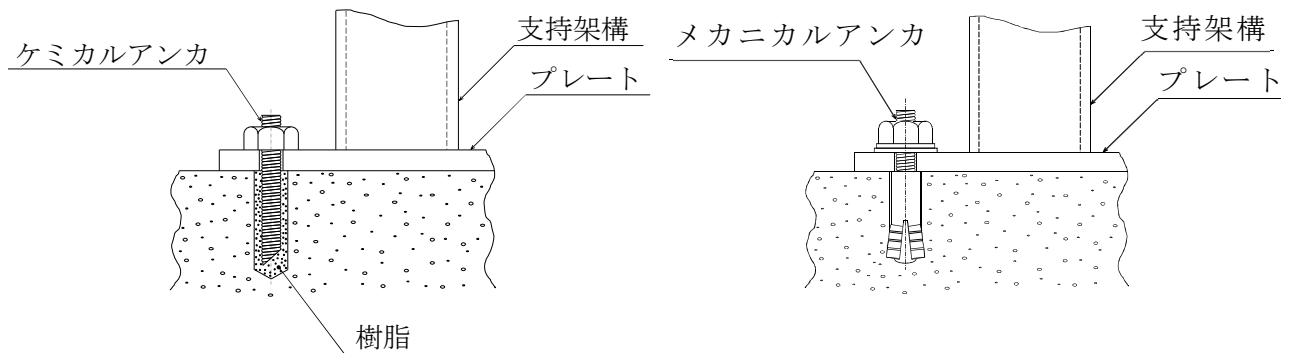 ケミカルアンカ
支持架構
プレート
樹脂
メカニカルアンカ
支持架構
プレート